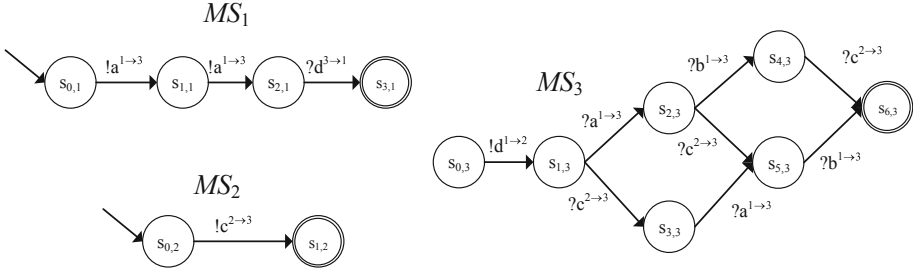 MS₁
!a¹→³ !a¹→³ ?d³→¹
s₀,₁ s₁,₁ s₂,₁ s₃,₁
MS₂
!c²→³
s₀,₂ s₁,₂
MS₃
s₄,₃
?b¹→³ ?c²→³
s₂,₃ s₆,₃
?a¹→³ ?c²→³
!d¹→²
s₀,₃ s₁,₃ s₅,₃
?b¹→³
?c²→³ ?a¹→³
s₃,₃